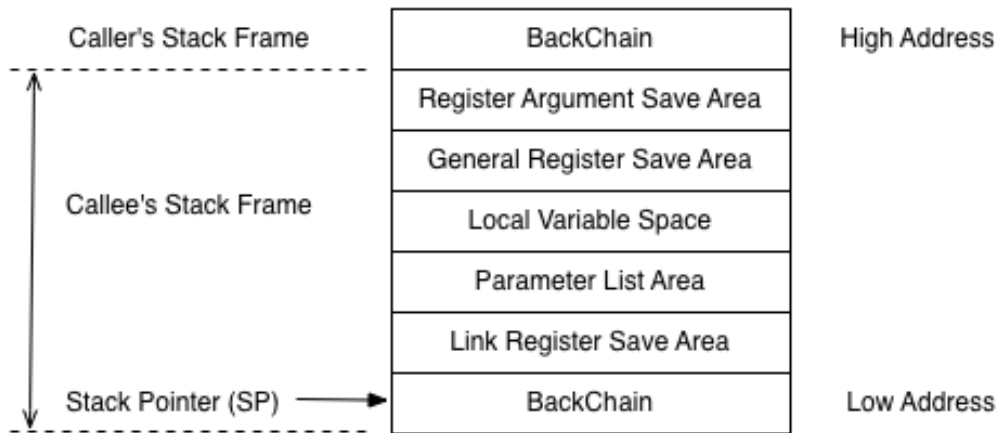 Caller's Stack Frame BackChain High Address
Register Argument Save Area
General Register Save Area
Callee's Stack Frame Local Variable Space
Parameter List Area
Link Register Save Area
Stack Pointer (SP) BackChain Low Address